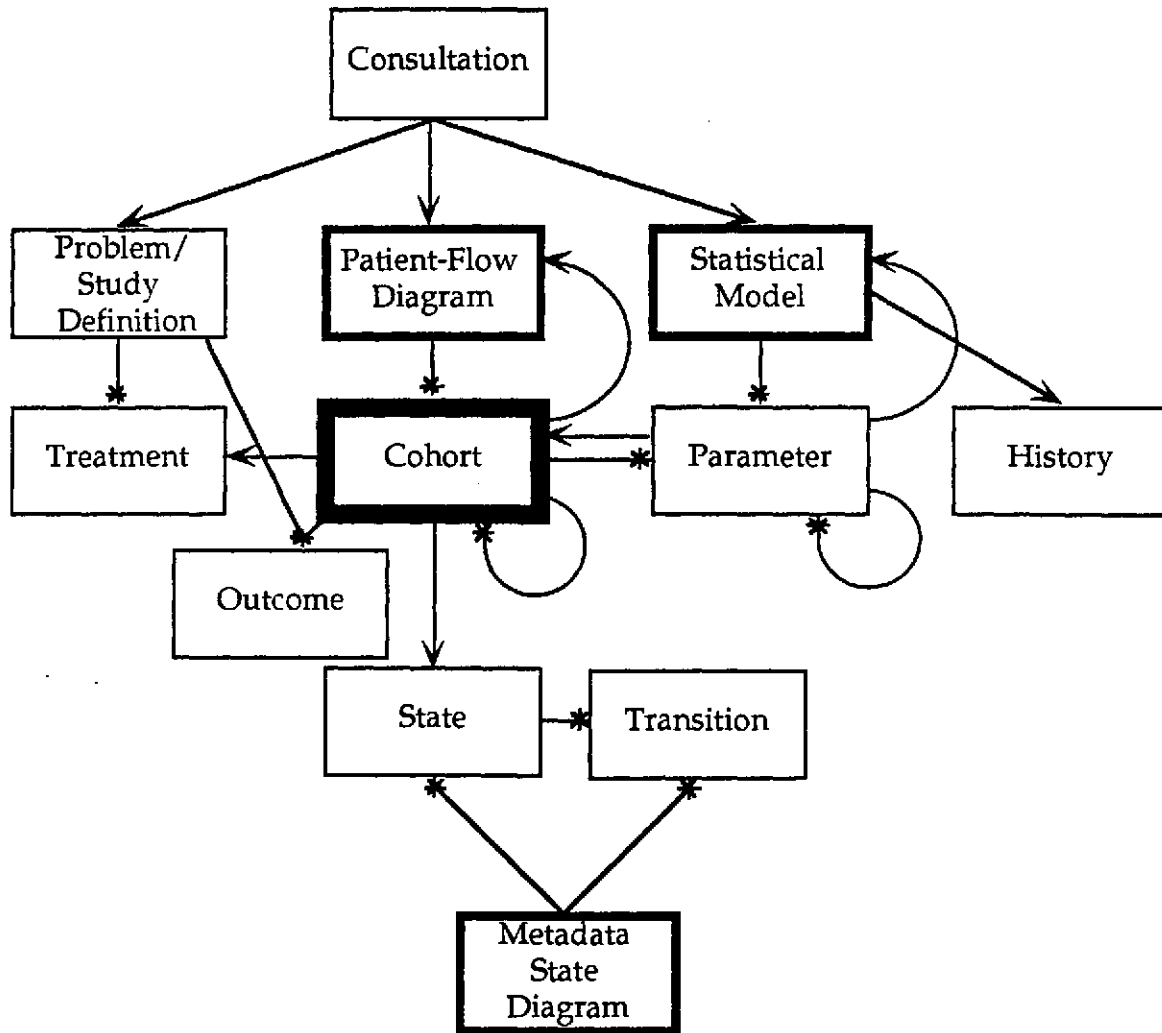 Consultation
Problem/
Study
Definition
Patient-Flow
Diagram
Statistical
Model
Treatment
Cohort
Parameter
History
Outcome
State
Transition
Metadata
State
Diagram